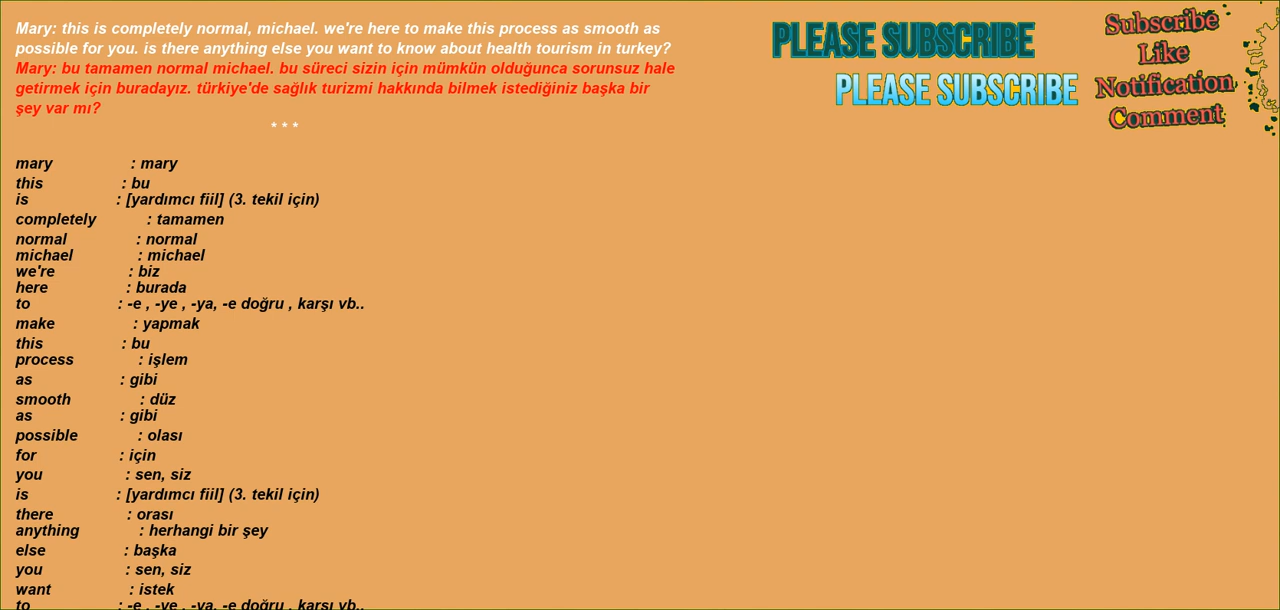 Mary: this is completely normal, michael. we're here to make this process as smooth as
possible for you. is there anything else you want to know about health tourism in turkey?
Mary: bu tamamen normal michael. bu süreci sizin için mümkün olduğunca sorunsuz hale
getirmek için buradayız. türkiye'de sağlık turizmi hakkında bilmek istediğiniz başka bir
şey var mı?
* * *
mary : mary
this : bu
is : [yardımcı fiil] (3. tekil için)
completely : tamamen
normal : normal
michael : michael
we're : biz
here : burada
to : -e , -ye , -ya, -e doğru , karşı vb..
make : yapmak
this : bu
process : işlem
as : gibi
smooth : düz
as : gibi
possible : olası
for : için
you : sen, siz
is : [yardımcı fiil] (3. tekil için)
there : orası
anything : herhangi bir şey
else : başka
you : sen, siz
want : istek
to : -e , -ye , -ya, -e doğru , karşı vb..
PLEASE SUBSCRIBE
PLEASE SUBSCRIBE
Subscribe
Like
Notification
Comment